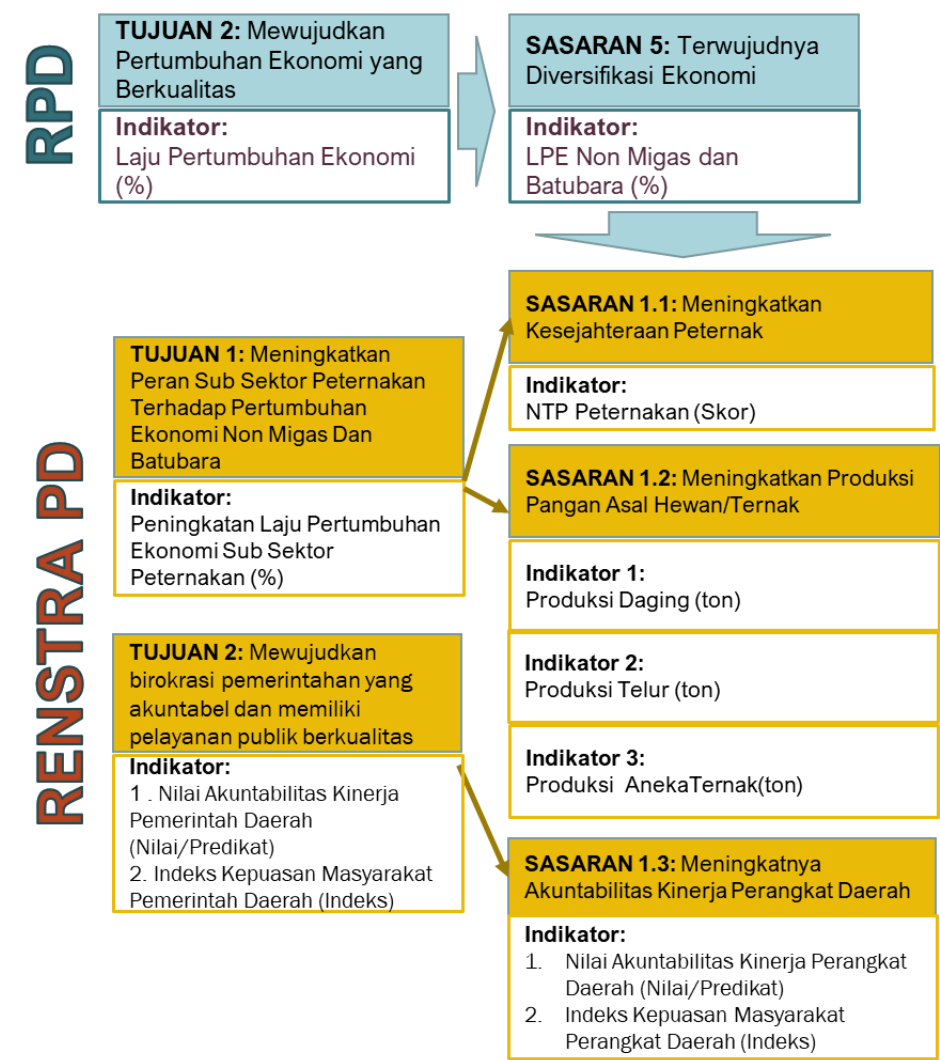 RPD
TUJUAN 2: Mewujudkan
Pertumbuhan Ekonomi yang
Berkualitas
Indikator:
Laju Pertumbuhan Ekonomi
(%)
SASARAN 5: Terwujudnya
Diversifikasi Ekonomi
Indikator:
LPE Non Migas dan
Batubara (%)
RENSTRA PD
TUJUAN 1: Meningkatkan
Peran Sub Sektor Peternakan
Terhadap Pertumbuhan
Ekonomi Non Migas Dan
Batubara
Indikator:
Peningkatan Laju Pertumbuhan
Ekonomi Sub Sektor
Peternakan (%)
SASARAN 1.1: Meningkatkan
Kesejahteraan Peternak
Indikator:
NTP Peternakan (Skor)
SASARAN 1.2: Meningkatkan Produksi
Pangan Asal Hewan/Ternak
Indikator 1:
Produksi Daging (ton)
Indikator 2:
Produksi Telur (ton)
Indikator 3:
Produksi AnekaTernak(ton)
TUJUAN 2: Mewujudkan
birokrasi pemerintahan yang
akuntabel dan memiliki
pelayanan publik berkualitas
Indikator:
1 . Nilai Akuntabilitas Kinerja
Pemerintah Daerah
(Nilai/Predikat)
2. Indeks Kepuasan Masyarakat
Pemerintah Daerah (Indeks)
SASARAN 1.3: Meningkatnya
Akuntabilitas Kinerja Perangkat Daerah
Indikator:
1. Nilai Akuntabilitas Kinerja Perangkat
Daerah (Nilai/Predikat)
2. Indeks Kepuasan Masyarakat
Perangkat Daerah (Indeks)